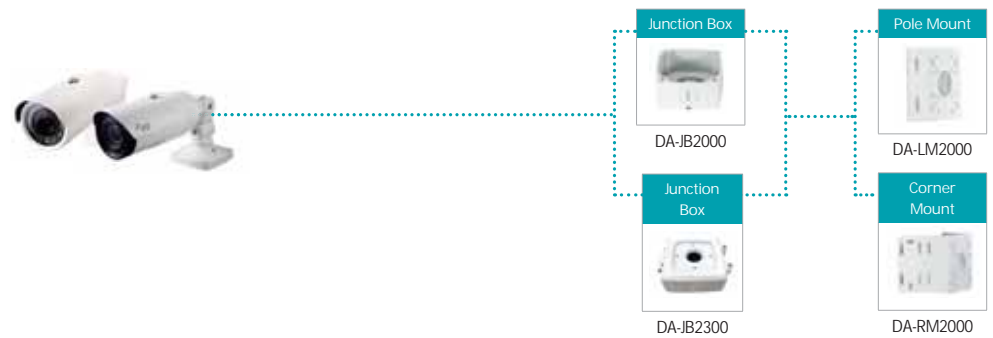 Junction Box
DA-JB2000
Pole Mount
DA-LM2000
Junction
Box
DA-JB2300
Corner
Mount
DA-RM2000